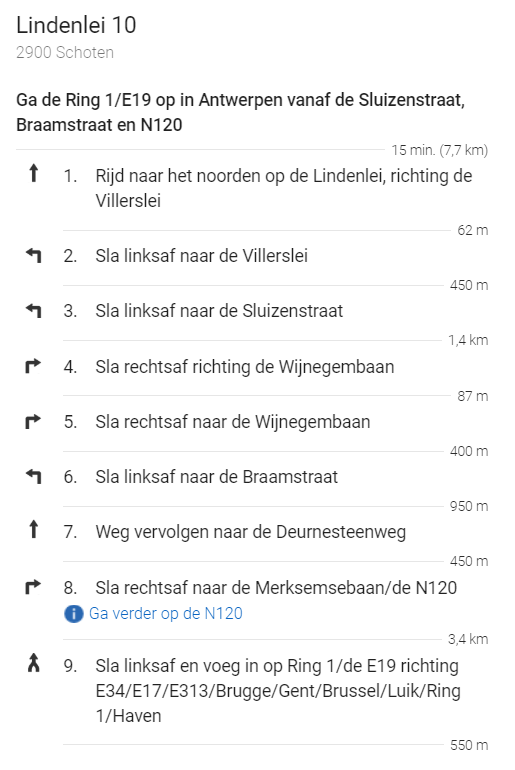 Lindenlei 10
2900 Schoten
Ga de Ring 1/E19 op in Antwerpen vanaf de Sluizenstraat,
Braamstraat en N120
15 min. (7,7 km)
1. Rijd naar het noorden op de Lindenlei, richting de
Villerslei
62 m
2. Sla linksaf naar de Villerslei
450 m
3. Sla linksaf naar de Sluizenstraat
1,4 km
4. Sla rechtsaf richting de Wijnegembaan
87 m
5. Sla rechtsaf naar de Wijnegembaan
400 m
6. Sla linksaf naar de Braamstraat
950 m
7. Weg vervolgen naar de Deurnesteenweg
450 m
8. Sla rechtsaf naar de Merksemsebaan/de N120
Ga verder op de N120
3,4 km
9. Sla linksaf en voeg in op Ring 1/de E19 richting
E34/E17/E313/Brugge/Gent/Brussel/Luik/Ring
1/Haven
550 m